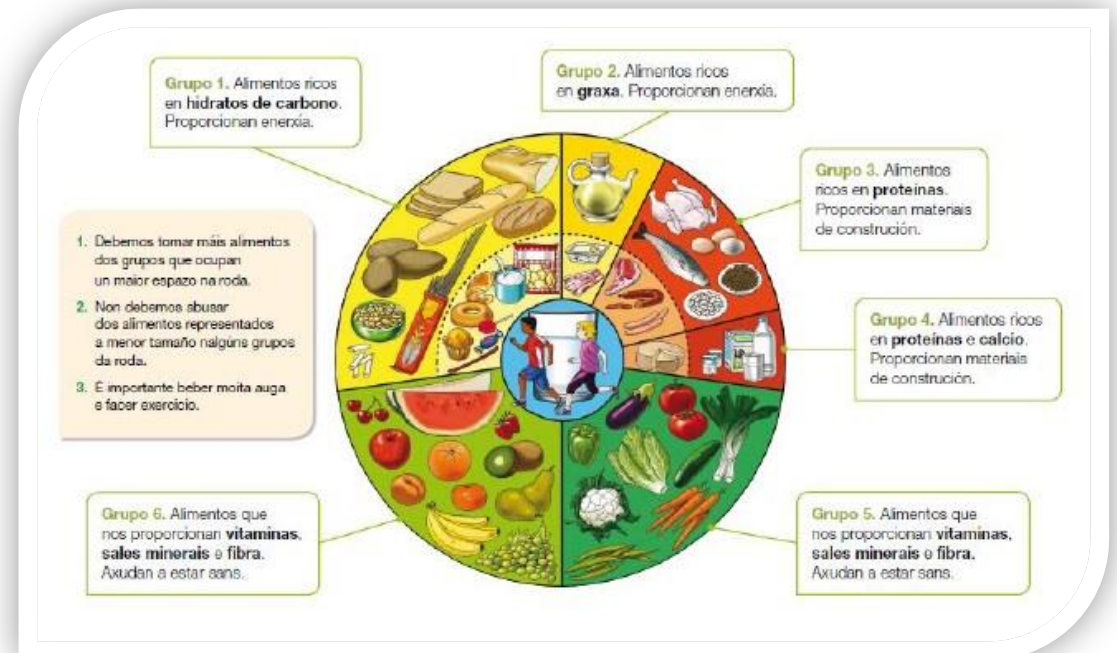 Grupo 1. Alimentos ricos
en hidratos de carbono.
Proporcionan enerxía.
Grupo 2. Alimentos ricos
en graxa. Proporcionan enerxía.
Grupo 3. Alimentos
ricos en proteínas.
Proporcionan materiais
de construción.
1. Debemos tomar máis alimentos
dos grupos que ocupan
un maior espazo na roda.
2. Non debemos abusar
dos alimentos representados
a menor tamaño nalgúns grupos
da roda.
3. É importante beber moita auga
e facer exercicio.
Grupo 4. Alimentos ricos
en proteínas e calcio.
Proporcionan materiais
de construción.
Grupo 6. Alimentos que
nos proporcionan vitaminas,
sales minerais e fibra.
Axudan a estar sans.
Grupo 5. Alimentos que
nos proporcionan vitaminas,
sales minerais e fibra.
Axudan a estar sans.